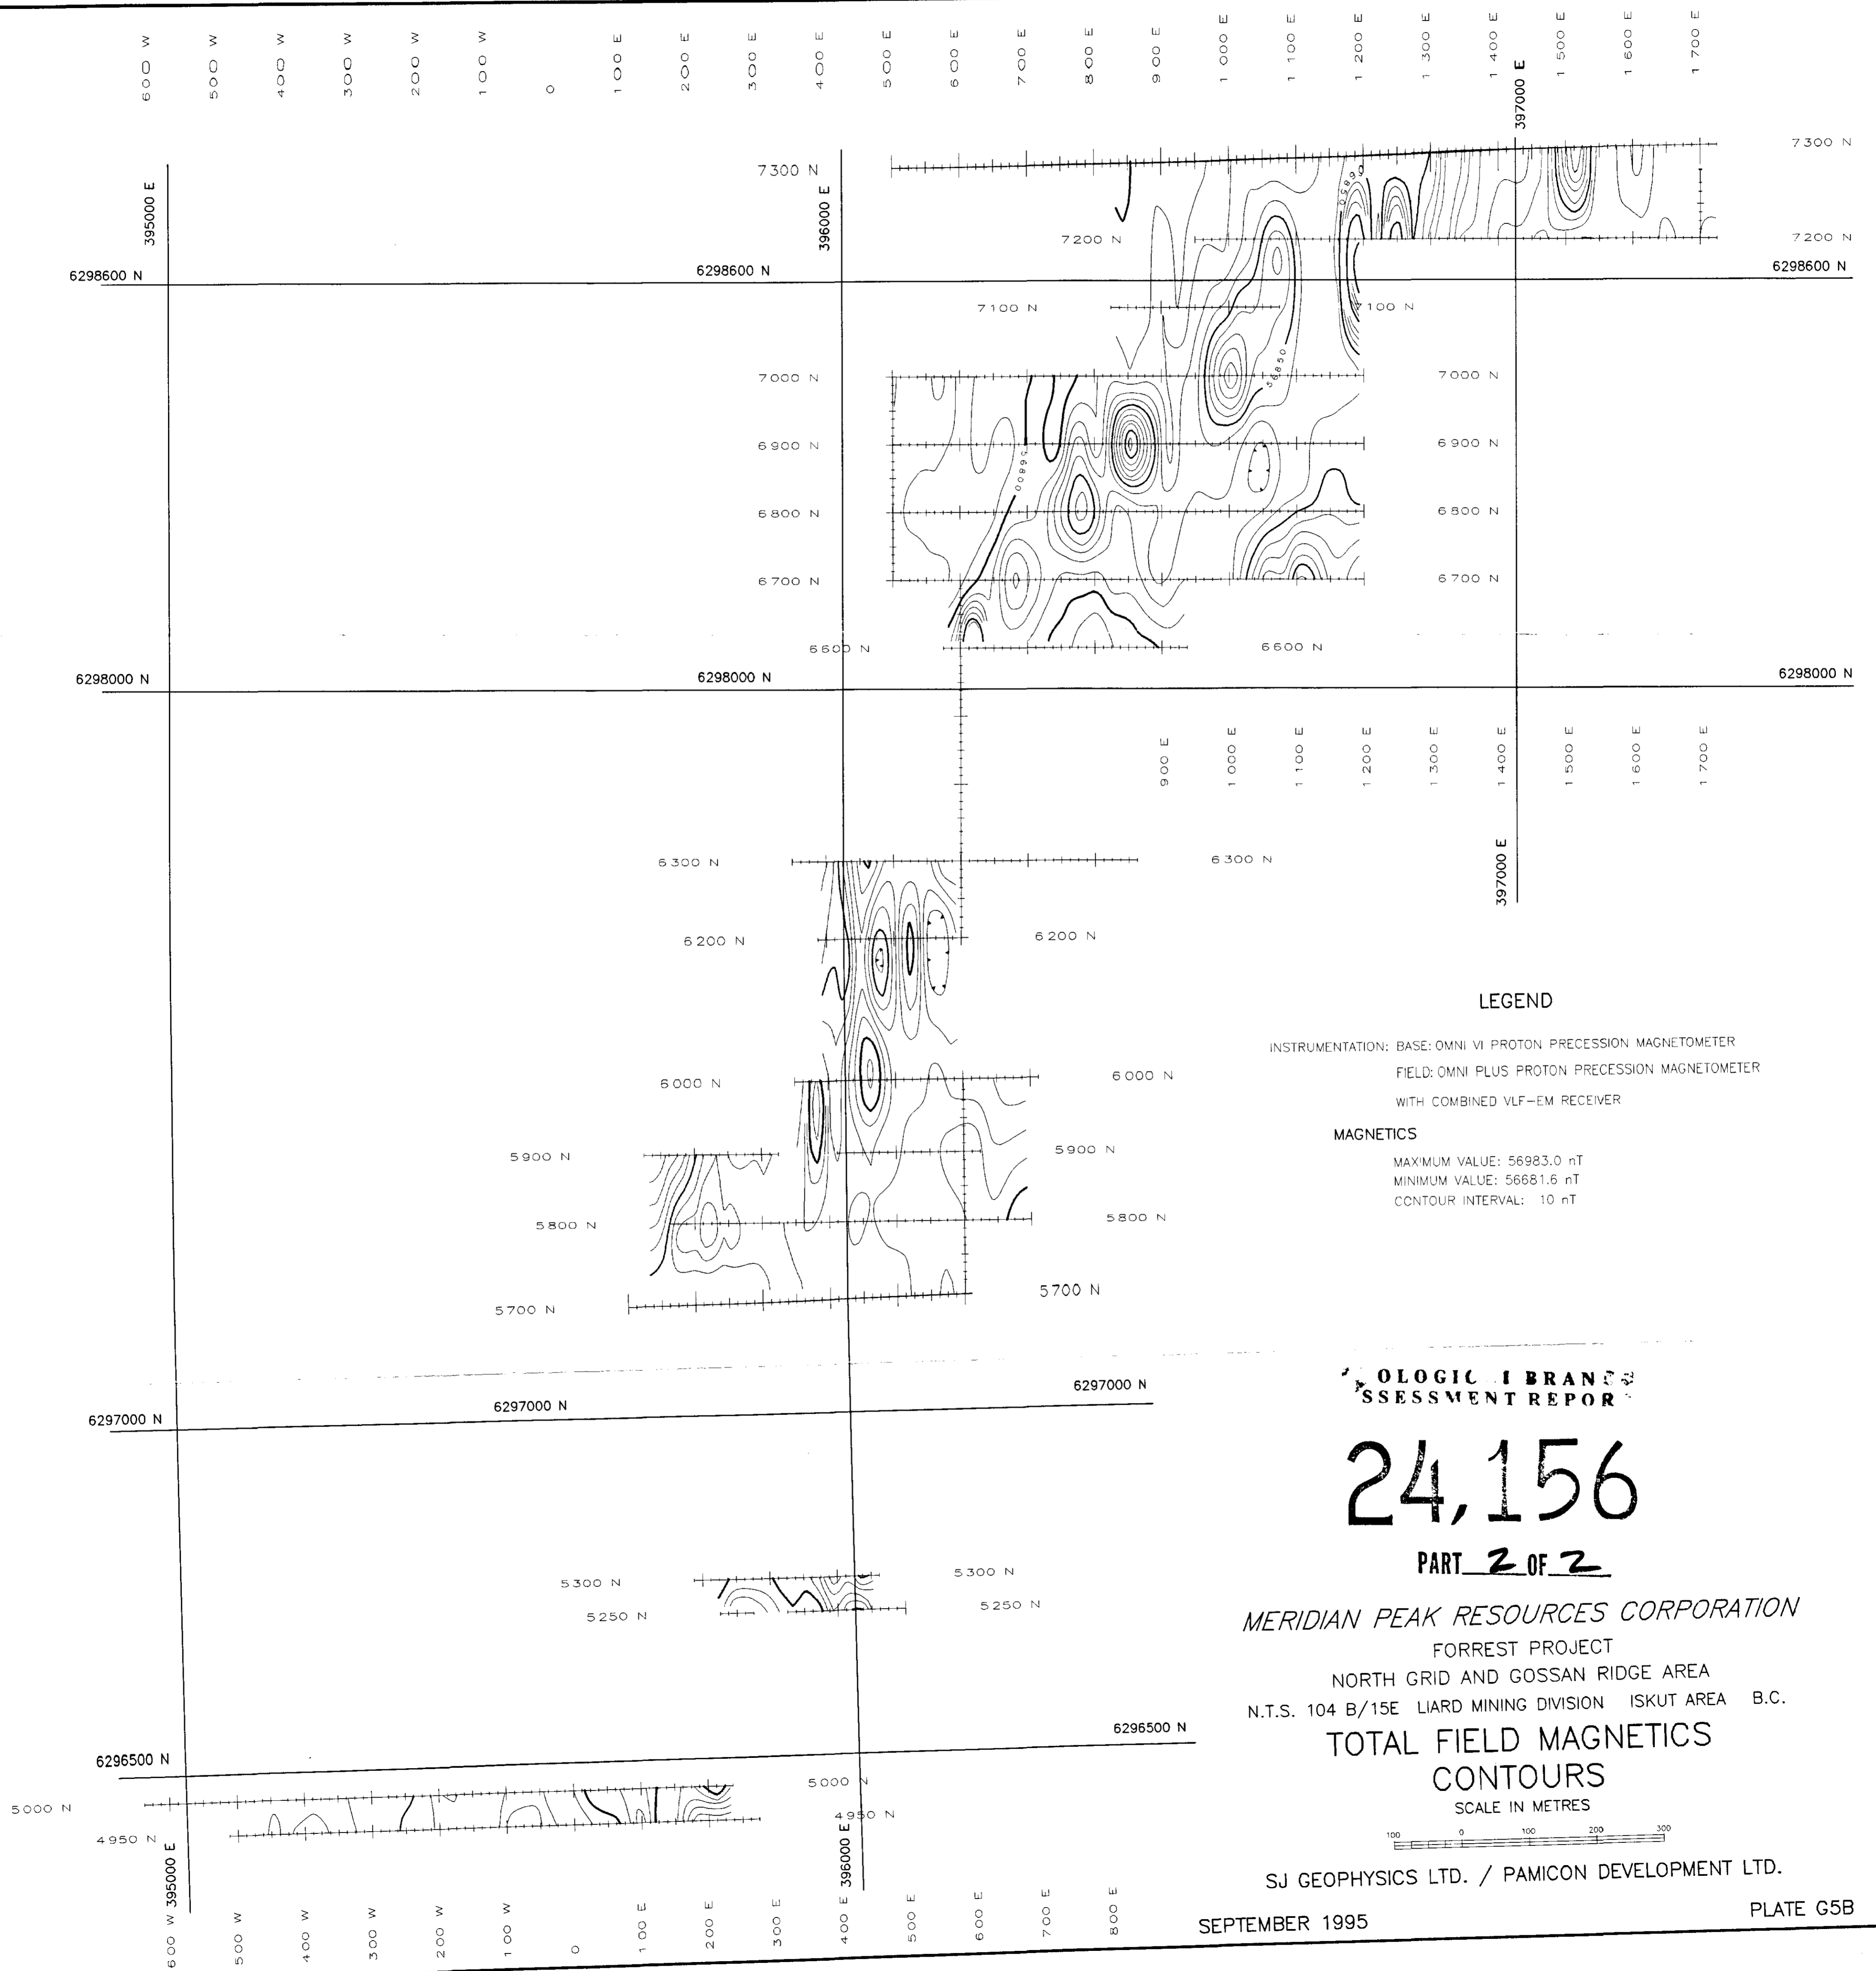 600 W 500 W 400 W 300 W 200 W 100 W 0 100 E 200 E 300 E 400 E 500 E 600 E 700 E 800 E 900 E 1000 E 1100 E 1200 E 1300 E 1400 E 1500 E 1600 E 1700 E
395000 E 396000 E 397000 E
7300 N 7300 N
56850
7200 N 7200 N
6298600 N 6298600 N 6298600 N
7100 N 7100 N
56850
7000 N 7000 N
6900 N 6900 N
56800
6800 N 6800 N
6700 N 6700 N
6600 N 6600 N
6298000 N 6298000 N 6298000 N
900 E 1000 E 1100 E 1200 E 1300 E 1400 E 1500 E 1600 E 1700 E
397000 E
6300 N 6300 N
6200 N 6200 N
LEGEND
INSTRUMENTATION: BASE: OMNI VI PROTON PRECESSION MAGNETOMETER
FIELD: OMNI PLUS PROTON PRECESSION MAGNETOMETER
WITH COMBINED VLF-EM RECEIVER
MAGNETICS
MAXIMUM VALUE: 56983.0 nT
MINIMUM VALUE: 56681.6 nT
CONTOUR INTERVAL: 10 nT
6000 N 6000 N
5900 N 5900 N
5800 N 5800 N
5700 N 5700 N
6297000 N 6297000 N 6297000 N
OLOGIC BRANC
SSESSMENT REPOR
24,156
PART 2 OF 2
5300 N 5300 N
5250 N 5250 N
MERIDIAN PEAK RESOURCES CORPORATION
FORREST PROJECT
NORTH GRID AND GOSSAN RIDGE AREA
N.T.S. 104 B/15E LIARD MINING DIVISION ISKUT AREA B.C.
TOTAL FIELD MAGNETICS
CONTOURS
SCALE IN METRES
100 0 100 200 300
SJ GEOPHYSICS LTD. / PAMICON DEVELOPMENT LTD.
SEPTEMBER 1995
PLATE G5B
6296500 N 6296500 N
5000 N 5000 N
4950 N 4950 N
395000 E 396000 E
600 W 500 W 400 W 300 W 200 W 100 W 0 100 E 200 E 300 E 400 E 500 E 600 E 700 E 800 E